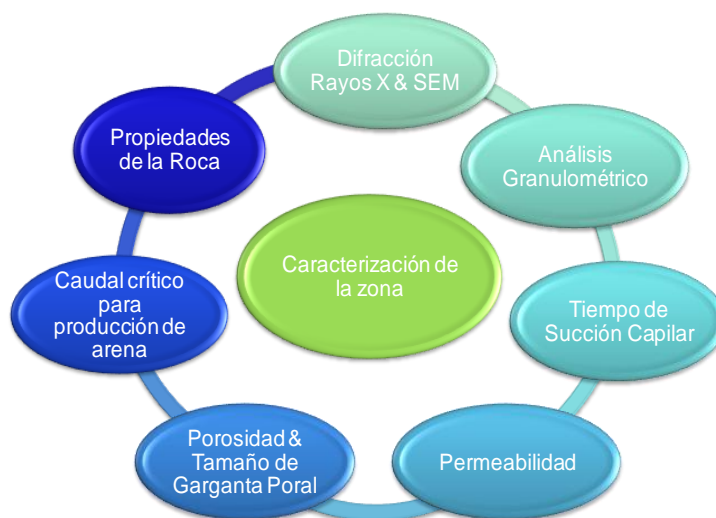 Difracción
Rayos X & SEM
Análisis
Granulométrico
Tiempo de
Succión Capilar
Permeabilidad
Porosidad &
Tamaño de
Garganta Poral
Caudal crítico
para
producción de
arena
Propiedades
de la Roca
Caracterización de
la zona